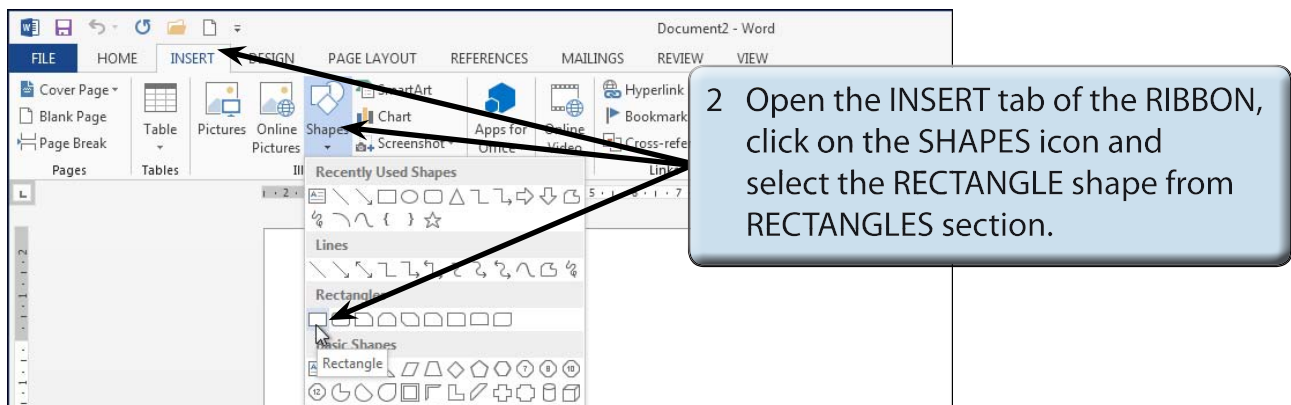 Document2 - Word
FILE HOME INSERT DESIGN PAGE LAYOUT REFERENCES MAILINGS REVIEW VIEW
Cover Page
Blank Page
Page Break
Pages
Table
Tables
Pictures
Online
Pictures
Shapes
SmartArt
Chart
Screenshot
Apps for
Office
Online
Video
Hyperlink
Bookmark
Links
2 Open the INSERT tab of the RIBBON,
click on the SHAPES icon and
select the RECTANGLE shape from
RECTANGLES section.
Recently Used Shapes
Lines
Rectangles
Basic Shapes
Rectangle